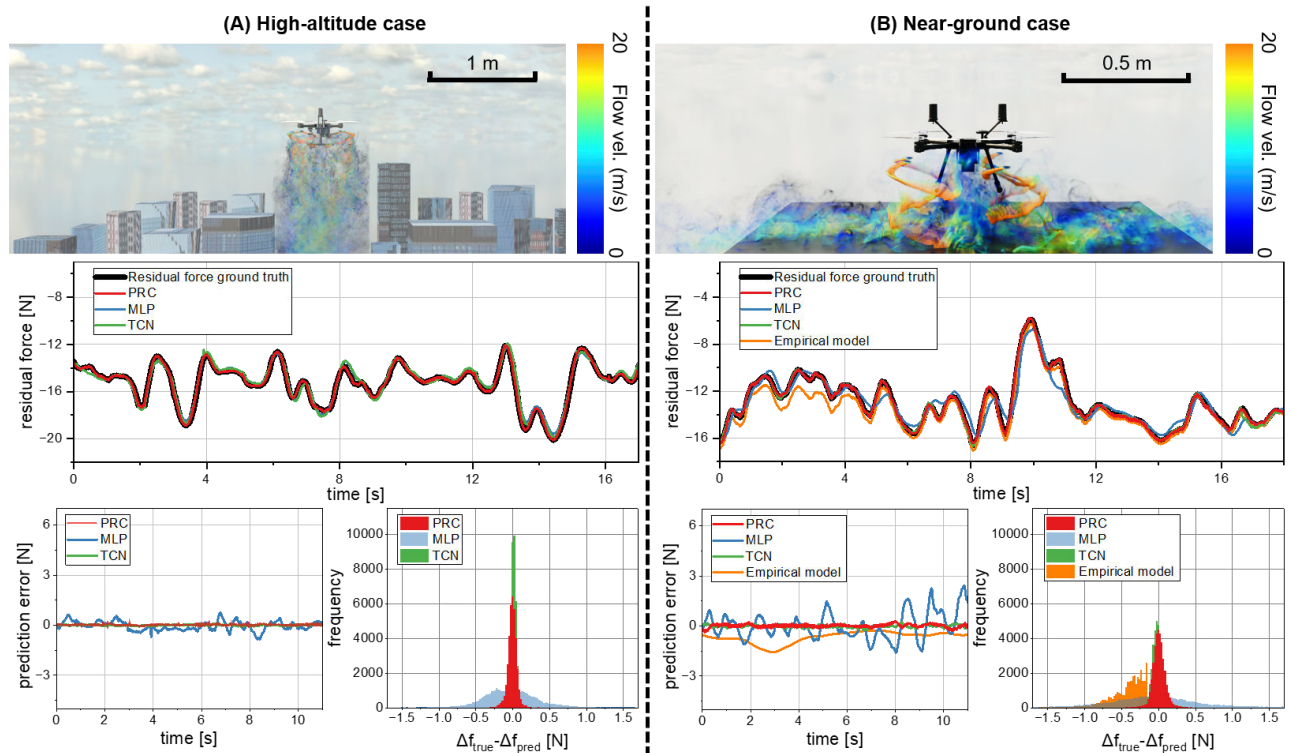 (A) High-altitude case
1 m
20
Flow vel. (m/s)
0
residual force [N]
−8
−12
−16
−20
Residual force ground truth
PRC
MLP
TCN
0
4
8
12
16
time [s]
prediction error [N]
6
3
0
−3
PRC
MLP
TCN
0
2
4
6
8
10
time [s]
frequency
10000
8000
6000
4000
2000
0
PRC
MLP
TCN
−1.5
−1.0
−0.5
0.0
0.5
1.0
1.5
Δf_true-Δf_pred [N]
(B) Near-ground case
0.5 m
20
Flow vel. (m/s)
0
residual force [N]
−4
−8
−12
−16
Residual force ground truth
PRC
MLP
TCN
Empirical model
0
4
8
12
16
time [s]
prediction error [N]
6
3
0
−3
PRC
MLP
TCN
Empirical model
0
2
4
6
8
10
time [s]
frequency
10000
8000
6000
4000
2000
0
PRC
MLP
TCN
Empirical model
−1.5
−1.0
−0.5
0.0
0.5
1.0
1.5
Δf_true-Δf_pred [N]